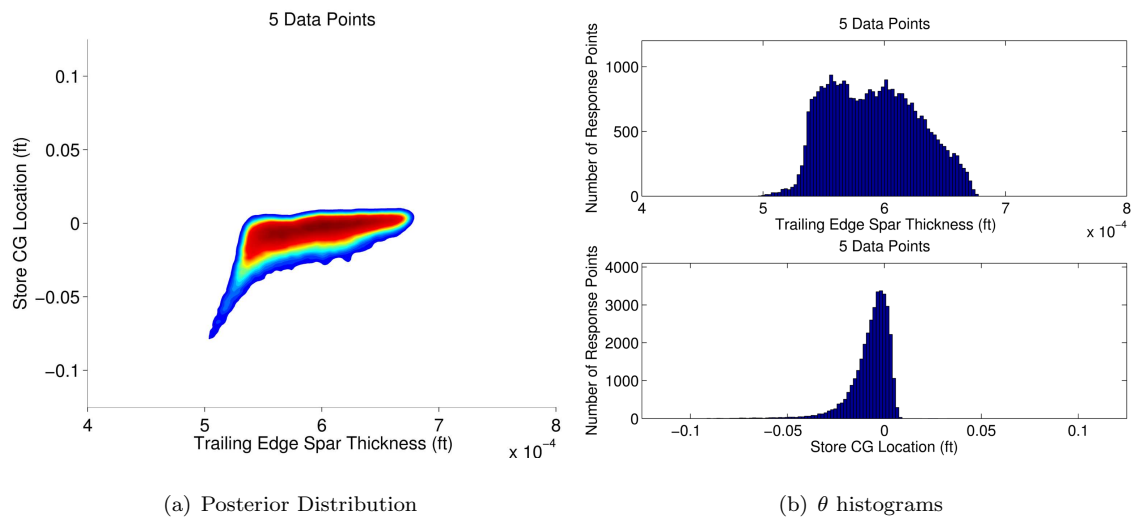 5 Data Points
0.1
0.05
0
−0.05
−0.1
Store CG Location (ft)
4 5 6 7 8
Trailing Edge Spar Thickness (ft)
x 10⁻⁴
(a) Posterior Distribution
5 Data Points
1000
500
0
Number of Response Points
4 5 6 7 8
Trailing Edge Spar Thickness (ft)
x 10⁻⁴
5 Data Points
4000
3000
2000
1000
0
Number of Response Points
−0.1 −0.05 0 0.05 0.1
Store CG Location (ft)
(b) θ histograms